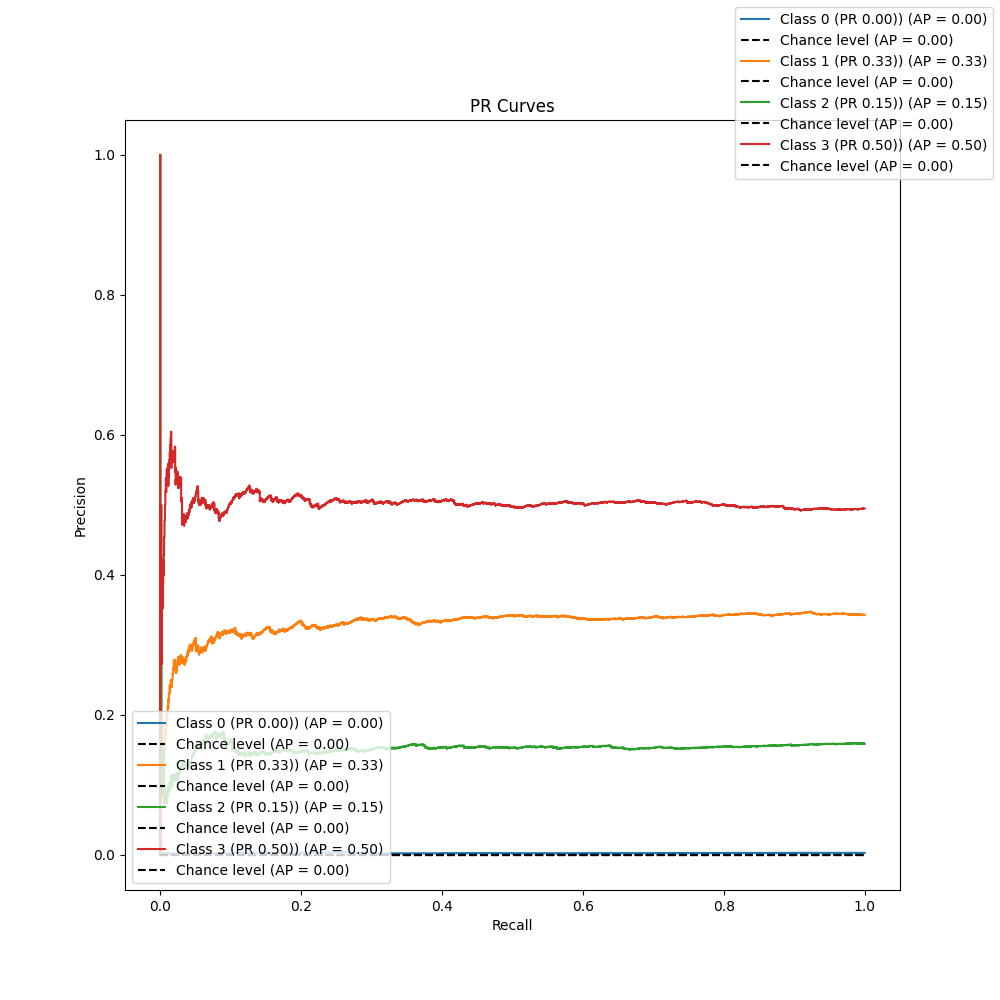 Class 0 (PR 0.00)) (AP = 0.00)
Chance level (AP = 0.00)
Class 1 (PR 0.33)) (AP = 0.33)
Chance level (AP = 0.00)
Class 2 (PR 0.15)) (AP = 0.15)
Chance level (AP = 0.00)
Class 3 (PR 0.50)) (AP = 0.50)
Chance level (AP = 0.00)
PR Curves
1.0
0.8
0.6
0.4
0.2
0.0
Precision
Class 0 (PR 0.00)) (AP = 0.00)
Chance level (AP = 0.00)
Class 1 (PR 0.33)) (AP = 0.33)
Chance level (AP = 0.00)
Class 2 (PR 0.15)) (AP = 0.15)
Chance level (AP = 0.00)
Class 3 (PR 0.50)) (AP = 0.50)
Chance level (AP = 0.00)
0.0 0.2 0.4 0.6 0.8 1.0
Recall